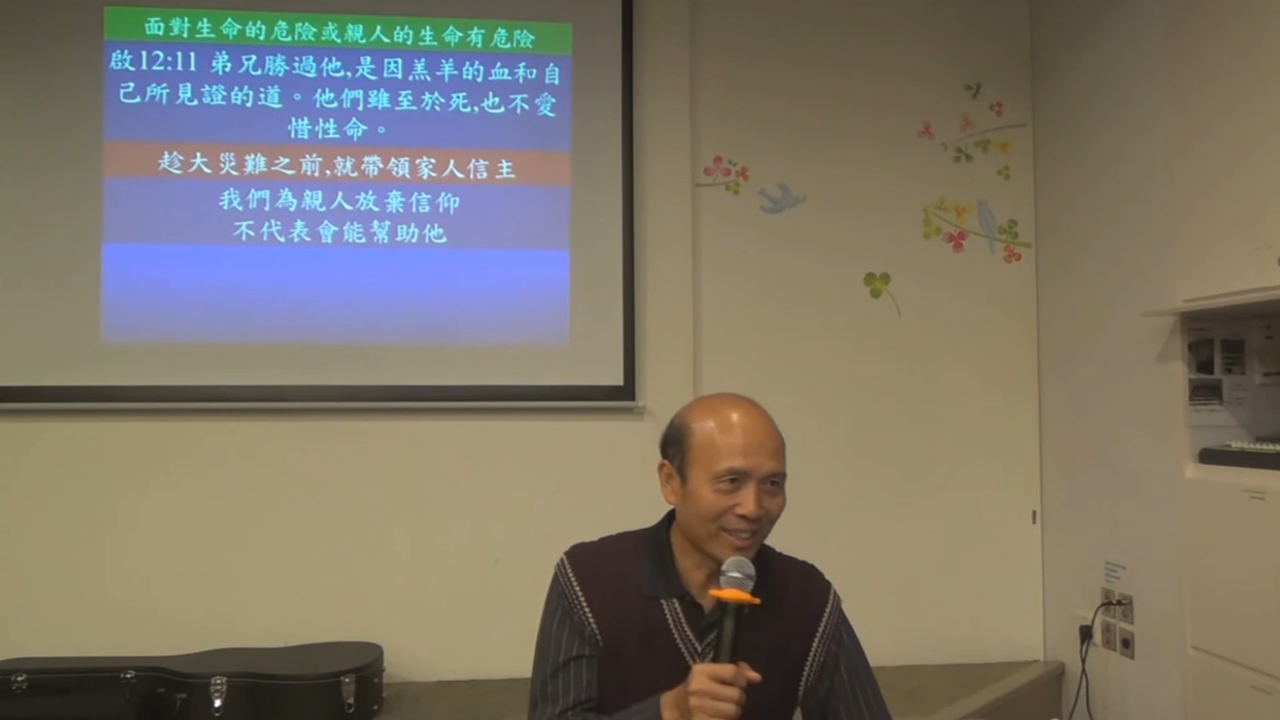 面對生命的危險或親人的生命有危險
啟12:11 弟兄勝過他,是因羔羊的血和自
己所見證的道。他們雖至於死,也不愛
惜性命。
趁大災難之前,就帶領家人信主
我們為親人放棄信仰
不代表會能幫助他